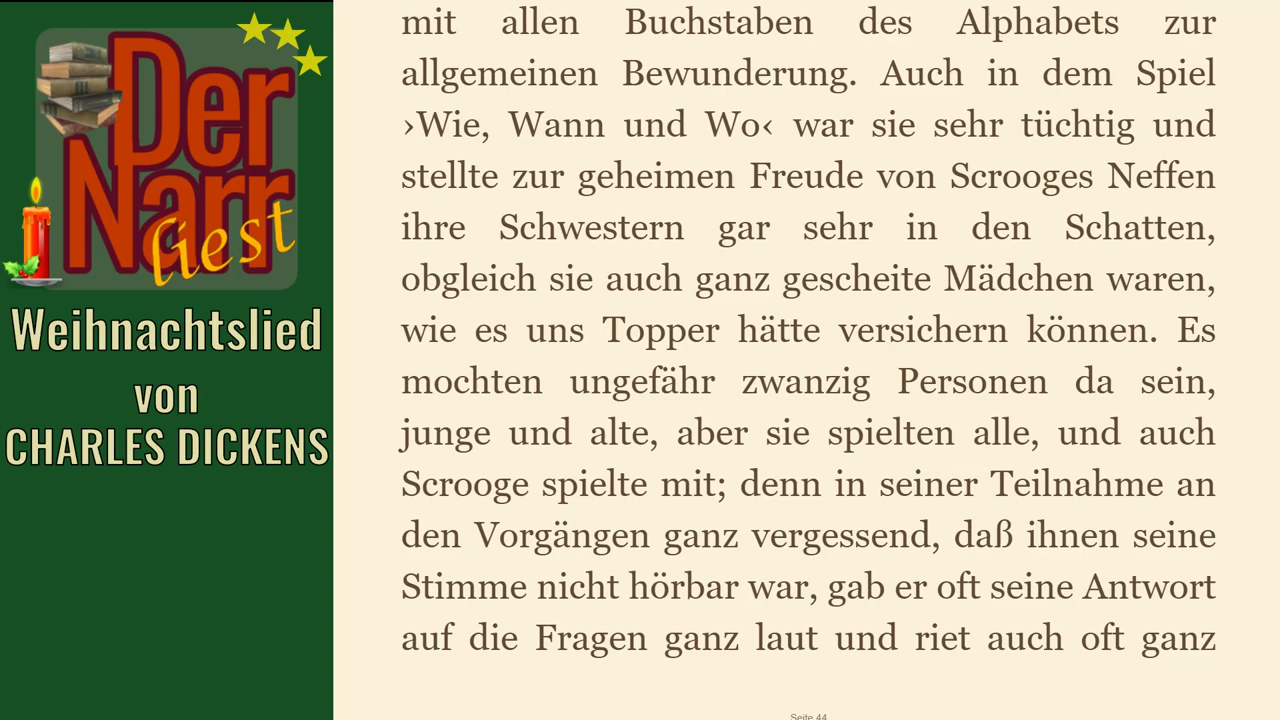 Der
Narr
liest
Weihnachtslied
von
CHARLES DICKENS
mit allen Buchstaben des Alphabets zur
allgemeinen Bewunderung. Auch in dem Spiel
›Wie, Wann und Wo‹ war sie sehr tüchtig und
stellte zur geheimen Freude von Scrooges Neffen
ihre Schwestern gar sehr in den Schatten,
obgleich sie auch ganz gescheite Mädchen waren,
wie es uns Topper hätte versichern können. Es
mochten ungefähr zwanzig Personen da sein,
junge und alte, aber sie spielten alle, und auch
Scrooge spielte mit; denn in seiner Teilnahme an
den Vorgängen ganz vergessend, daß ihnen seine
Stimme nicht hörbar war, gab er oft seine Antwort
auf die Fragen ganz laut und riet auch oft ganz
Seite 44